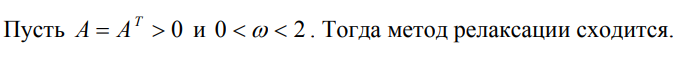 Пусть A = A^T > 0 и 0 < ω < 2 . Тогда метод релаксации сходится.